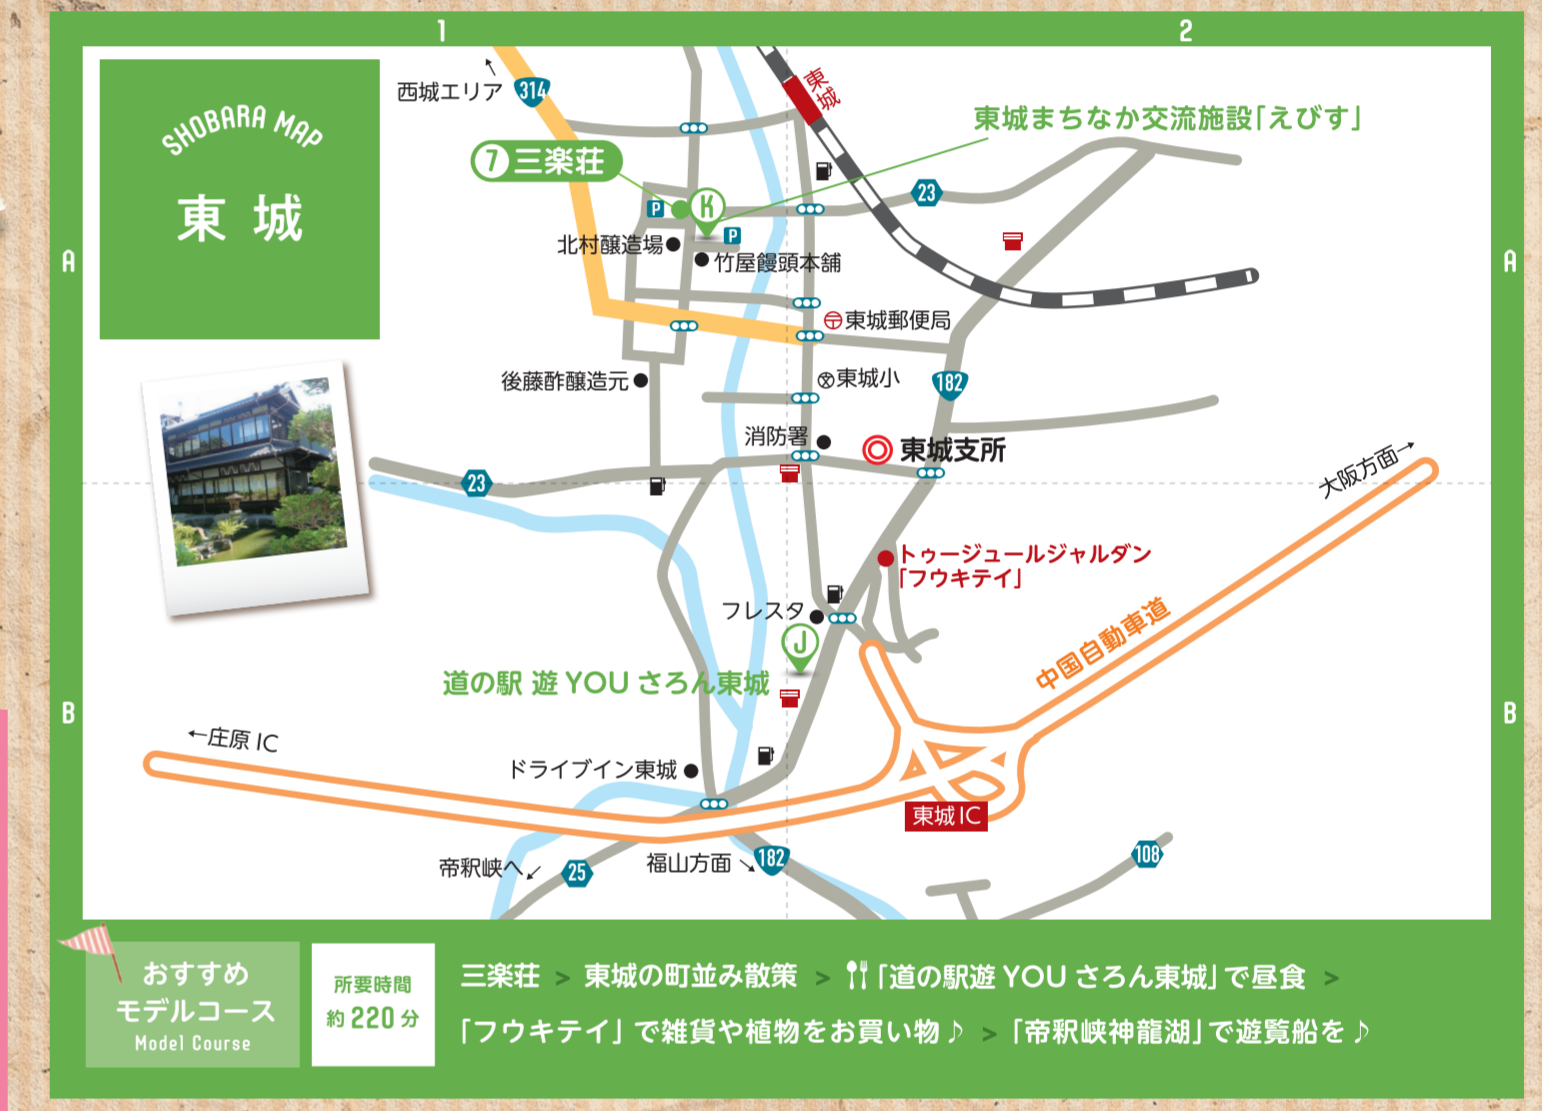 1
2
SHOBARA MAP
東城
A
A
B
B
西城エリア
314
東城
東城まちなか交流施設「えびす」
7 三楽荘
23
P
K
P
北村醸造場
竹屋饅頭本舗
東城郵便局
後藤酢醸造元
東城小
182
消防署
東城支所
大阪方面→
23
トゥージュールジャルダン
「フウキテイ」
フレスタ
J
中国自動車道
道の駅 遊 YOU さろん東城
←庄原 IC
ドライブイン東城
東城 IC
帝釈峡へ
25
福山方面
182
108
おすすめ
モデルコース
Model Course
所要時間
約 220 分
三楽荘 > 東城の町並み散策 > 「道の駅遊 YOU さろん東城」で昼食 >
「フウキテイ」で雑貨や植物をお買い物♪ > 「帝釈峡神龍湖」で遊覧船を♪